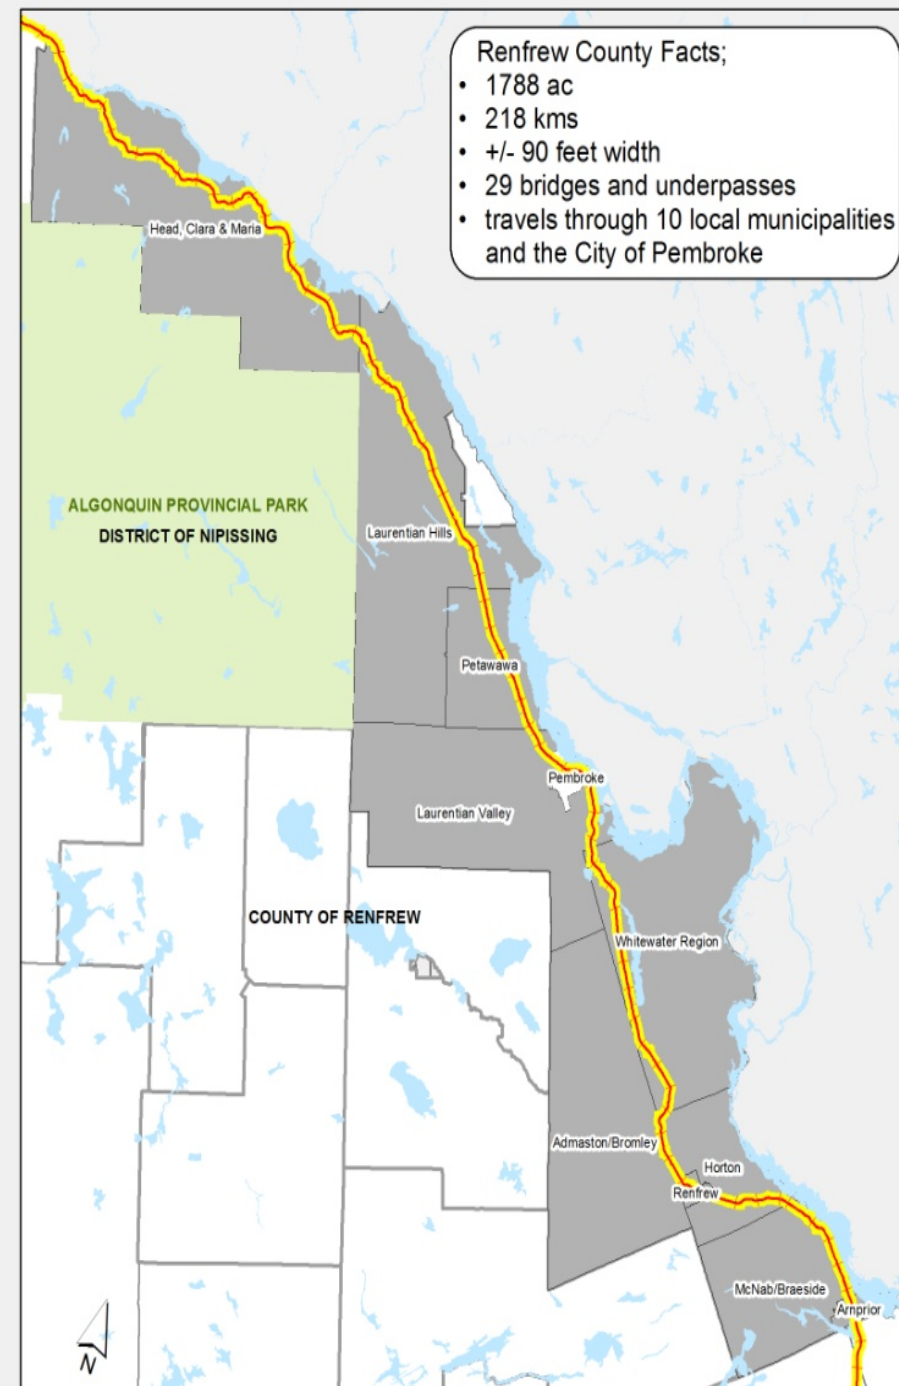 Renfrew County Facts;
• 1788 ac
• 218 kms
• +/- 90 feet width
• 29 bridges and underpasses
• travels through 10 local municipalities
and the City of Pembroke
Head, Clara & Maria
ALGONQUIN PROVINCIAL PARK
DISTRICT OF NIPISSING
Laurentian Hills
Petawawa
Pembroke
Laurentian Valley
COUNTY OF RENFREW
Whitewater Region
Admaston/Bromley
Horton
Renfrew
McNab/Braeside
Arnprior
N